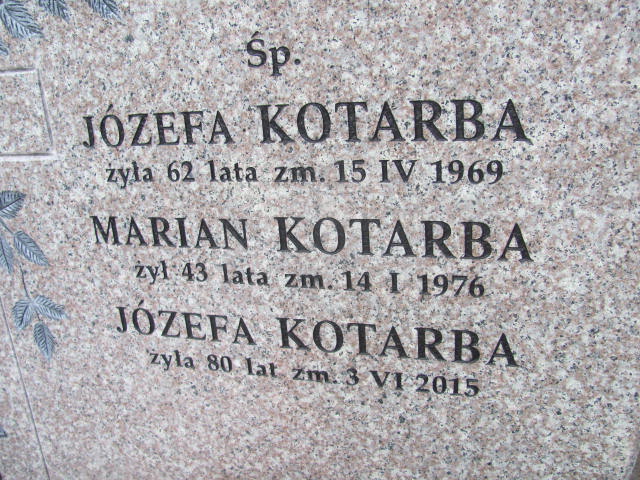 Śp.
JÓZEFA KOTARBA
żyła 62 lata zm. 15 IV 1969
MARIAN KOTARBA
żył 43 lata zm. 14 I 1976
JÓZEFA KOTARBA
żyła 80 lat zm. 3 VI 2015